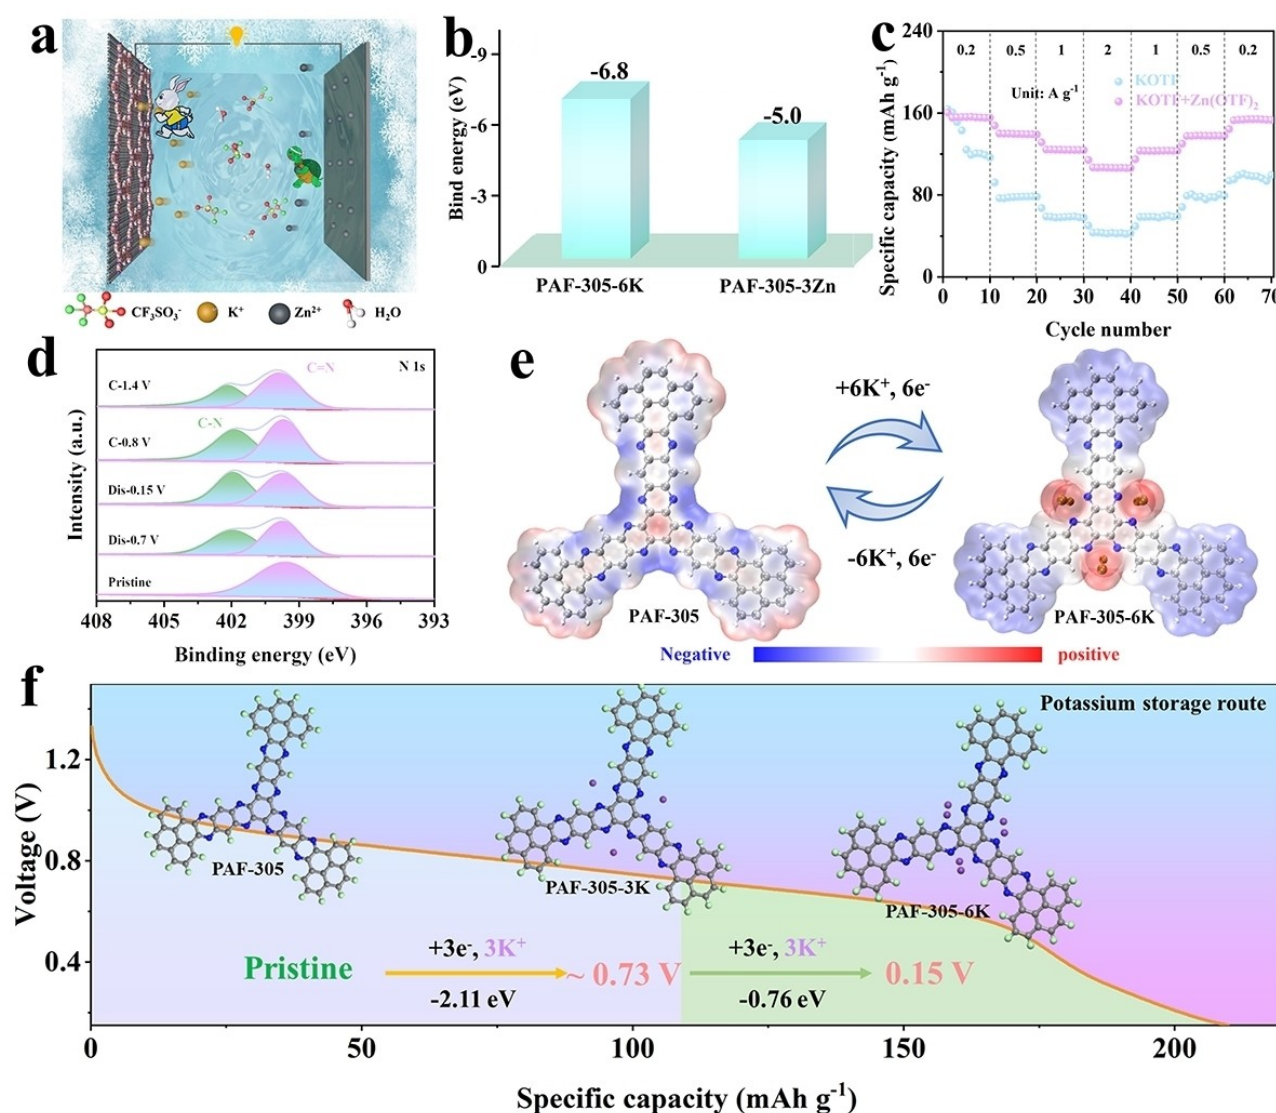 a
CF₃SO₃⁻
K⁺
Zn²⁺
H₂O
b
Bind energy (eV)
-9
-6
-3
0
-6.8
-5.0
PAF-305-6K
PAF-305-3Zn
c
Specific capacity (mAh g⁻¹)
240
160
80
0
0.2
0.5
1
2
1
0.5
0.2
Unit: A g⁻¹
KOTF
KOTF+Zn(OTF)₂
0
10
20
30
40
50
60
70
Cycle number
d
Intensity (a.u.)
N 1s
C=N
C-N
C-1.4 V
C-0.8 V
Dis-0.15 V
Dis-0.7 V
Pristine
408
405
402
399
396
393
Binding energy (eV)
e
+6K⁺, 6e⁻
-6K⁺, 6e⁻
PAF-305
PAF-305-6K
Negative
positive
f
Potassium storage route
Voltage (V)
1.2
0.8
0.4
PAF-305
PAF-305-3K
PAF-305-6K
Pristine
+3e⁻, 3K⁺
-2.11 eV
~ 0.73 V
+3e⁻, 3K⁺
-0.76 eV
0.15 V
0
50
100
150
200
Specific capacity (mAh g⁻¹)